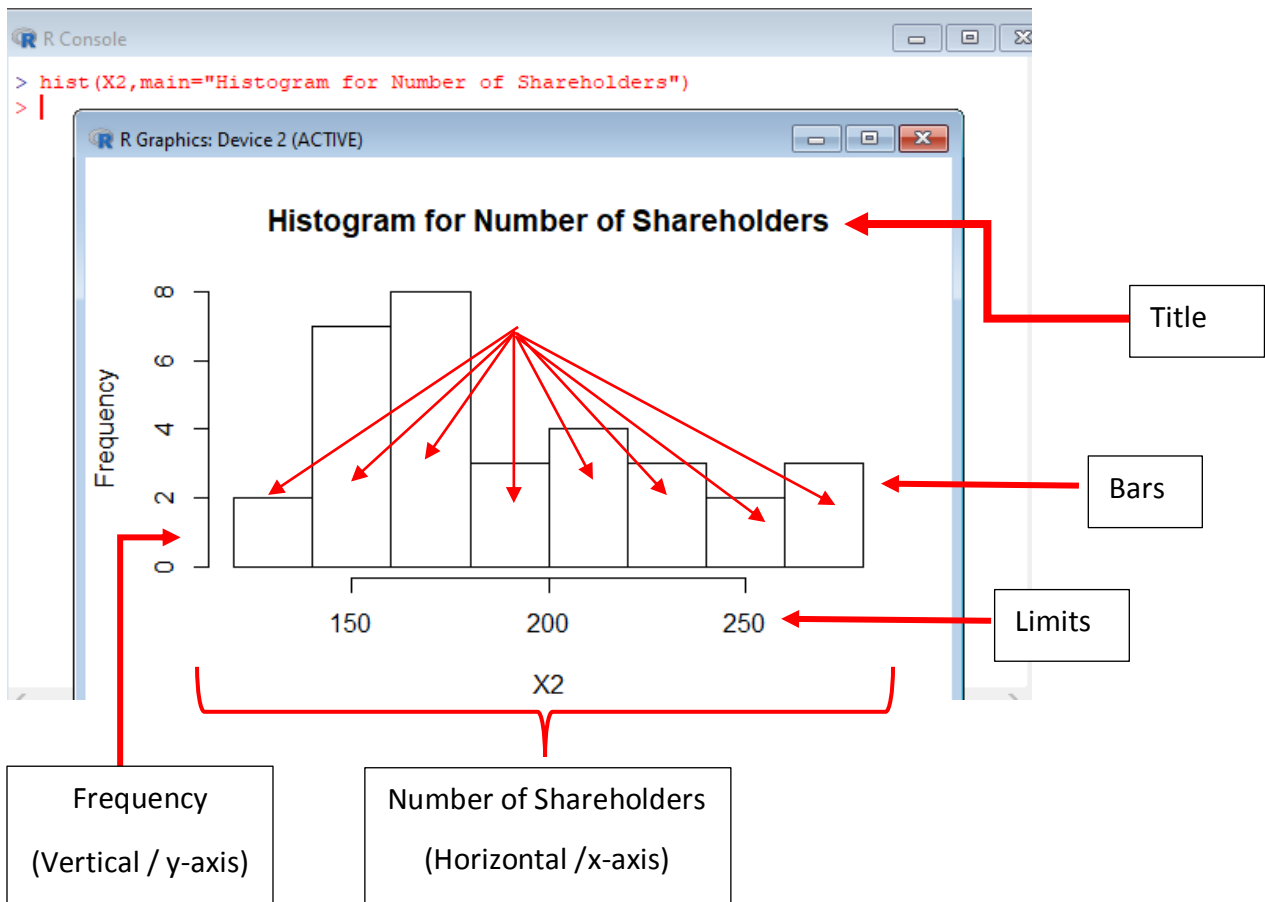 R Console
> hist(X2,main="Histogram for Number of Shareholders")
>
R Graphics: Device 2 (ACTIVE)
Histogram for Number of Shareholders
Title
Frequency
8
6
4
2
0
Bars
150 200 250
Limits
X2
Frequency
(Vertical / y-axis)
Number of Shareholders
(Horizontal /x-axis)